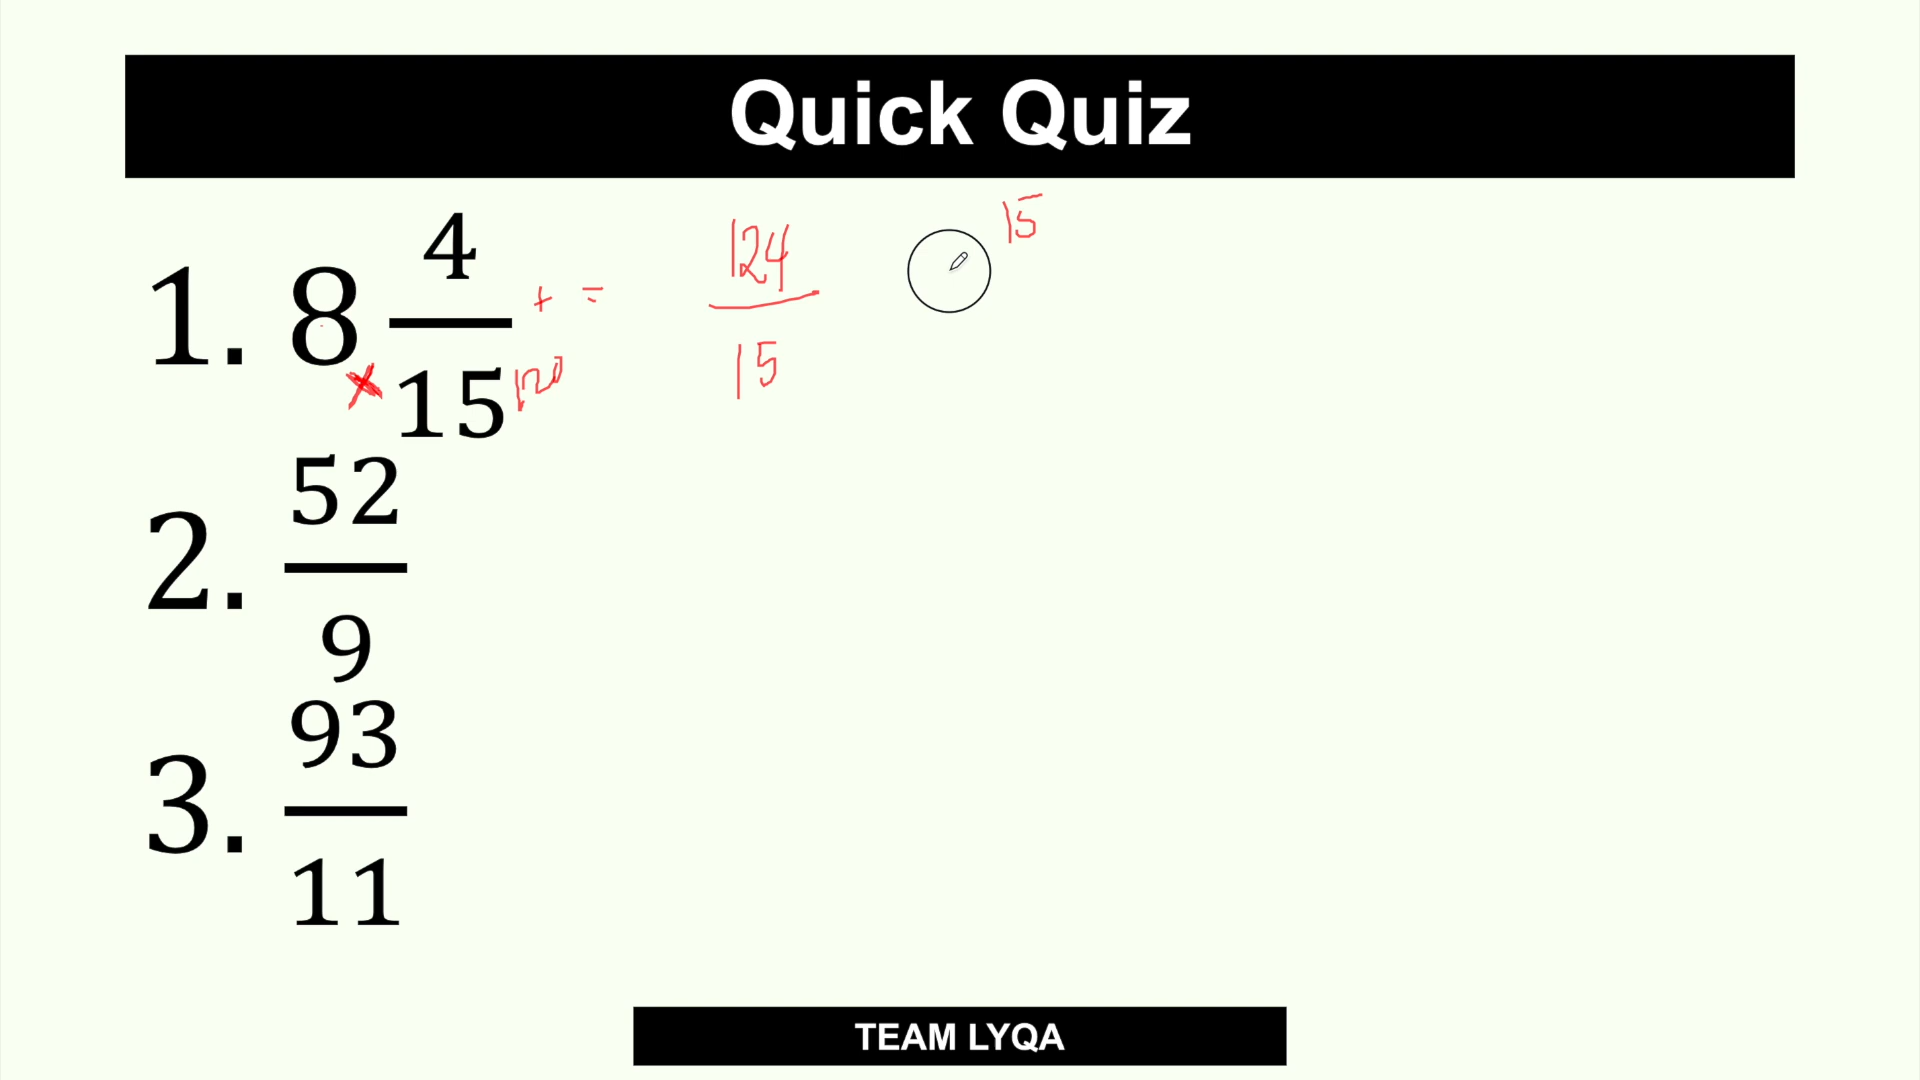 Quick Quiz
1. 8 4/15 + = 124/15 15
× 120
2. 52/9
3. 93/11
TEAM LYQA